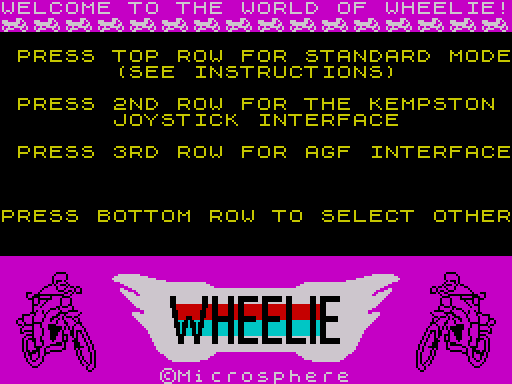 WELCOME TO THE WORLD OF WHEELIE!
PRESS TOP ROW FOR STANDARD MODE
(SEE INSTRUCTIONS)
PRESS 2ND ROW FOR THE KEMPSTON
JOYSTICK INTERFACE
PRESS 3RD ROW FOR AGF INTERFACE
PRESS BOTTOM ROW TO SELECT OTHER
WHEELIE
©Microsphere